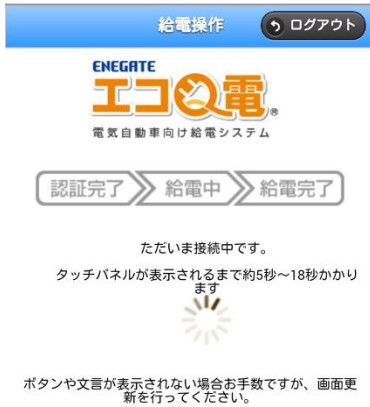 給電操作
ログアウト
ENEGATE
エコQ電®
電気自動車向け給電システム
認証完了
給電中
給電完了
ただいま接続中です。
タッチパネルが表示されるまで約5秒~18秒かかり
ます
ボタンや文言が表示されない場合お手数ですが、画面更
新を行ってください。